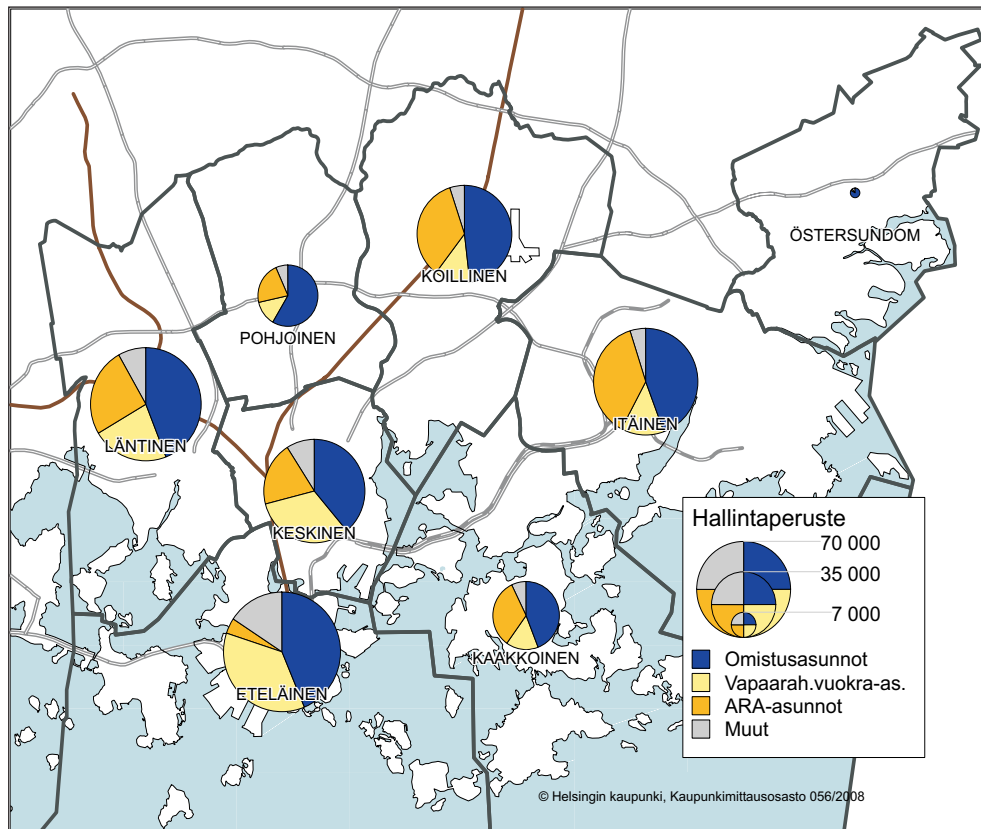 ÖSTERSUNDOM
KOILLINEN
POHJOINEN
ITÄINEN
LÄNTINEN
KESKINEN
KAAKKOINEN
ETELÄINEN
Hallintaperuste
70 000
35 000
7 000
Omistusasunnot
Vapaarah.vuokra-as.
ARA-asunnot
Muut
© Helsingin kaupunki, Kaupunkimittausosasto 056/2008